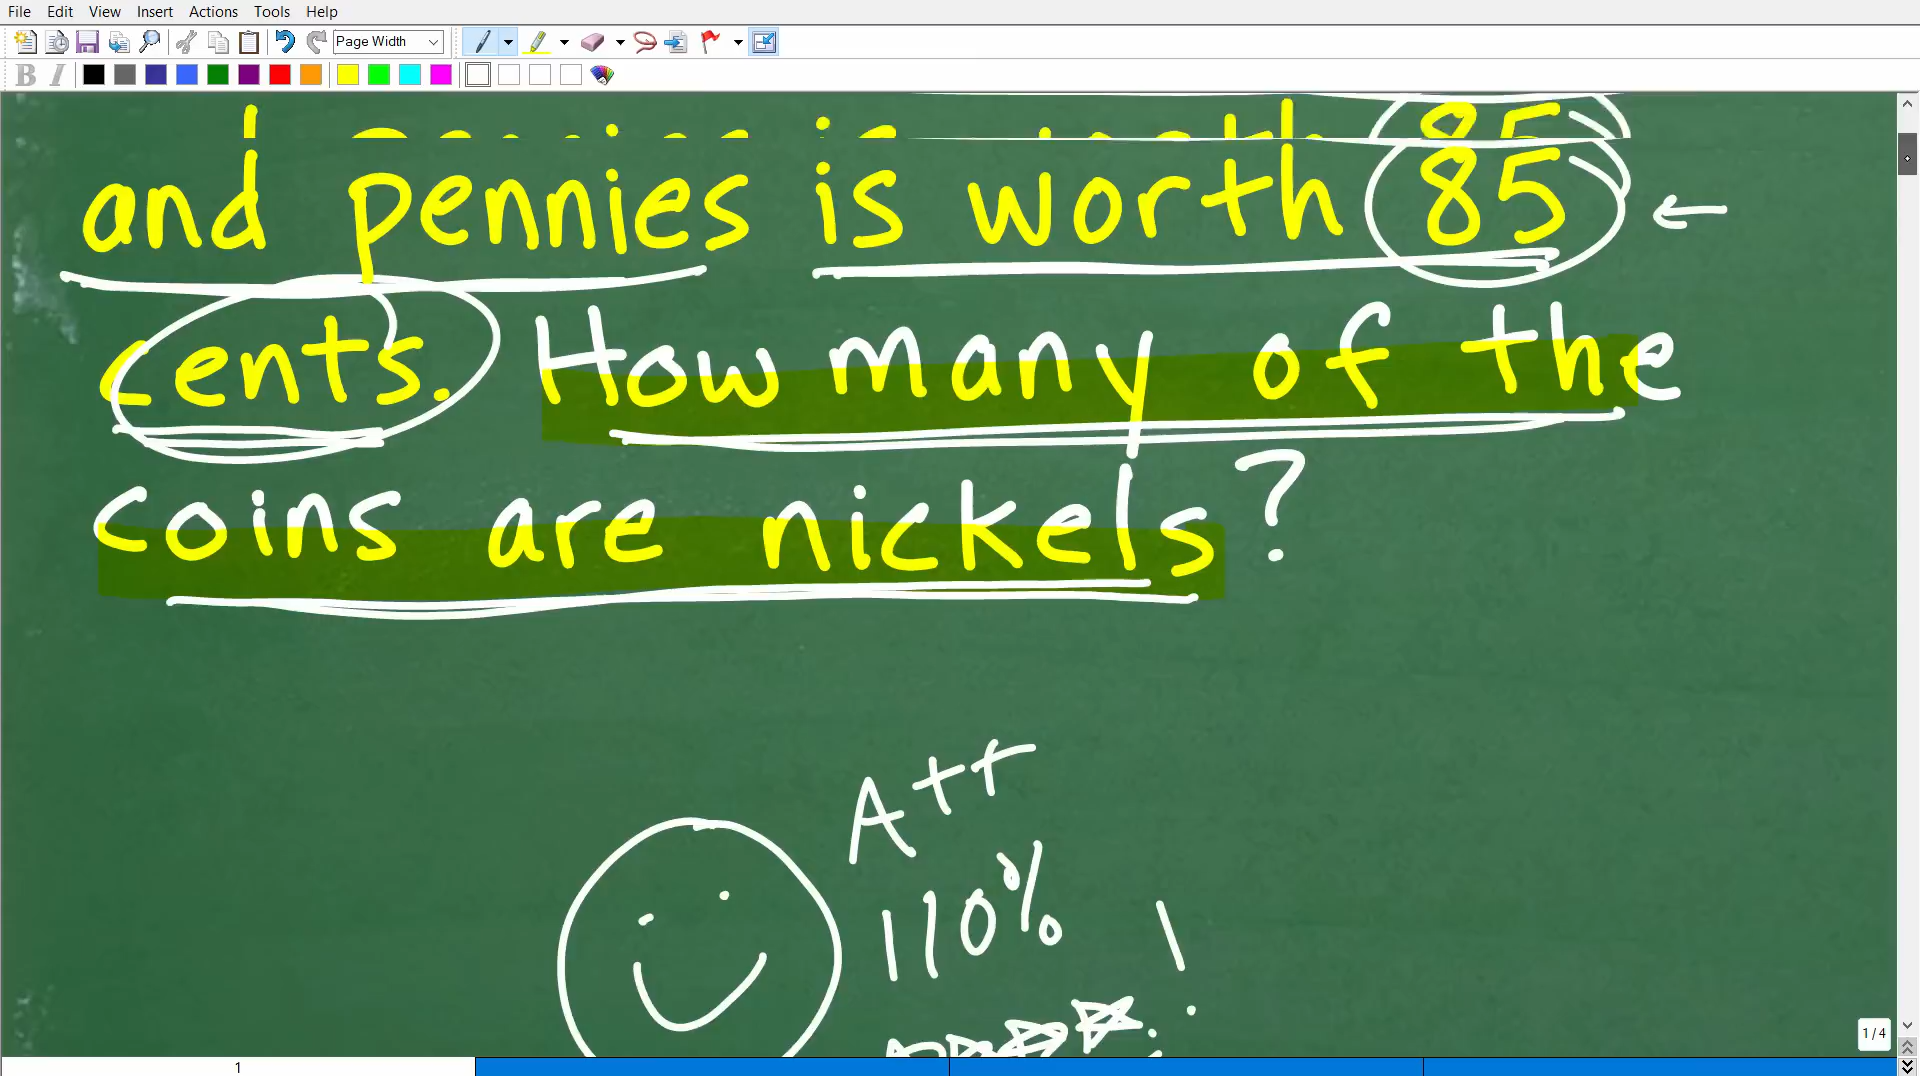 File Edit View Insert Actions Tools Help
Page Width
B I
85
and pennies is worth 85
cents. How many of the
coins are nickels?
A++
110%
!
1 / 4
1